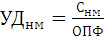 УДнм = Снм / ОПФ